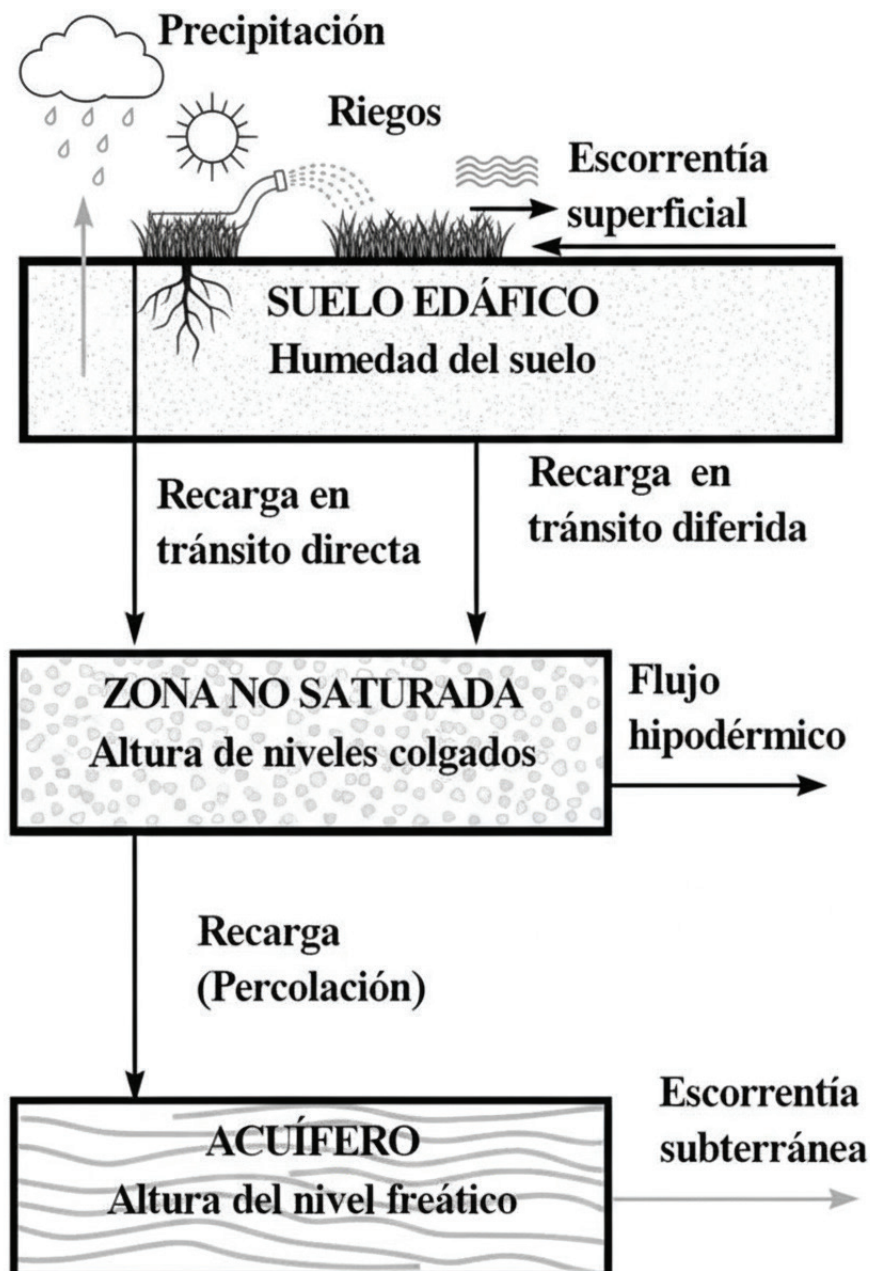 Precipitación
Riegos
Escorrentía
superficial
SUELO EDÁFICO
Humedad del suelo
Recarga en
tránsito directa
Recarga en
tránsito diferida
ZONA NO SATURADA
Altura de niveles colgados
Flujo
hipodérmico
Recarga
(Percolación)
ACUÍFERO
Altura del nivel freático
Escorrentía
subterránea